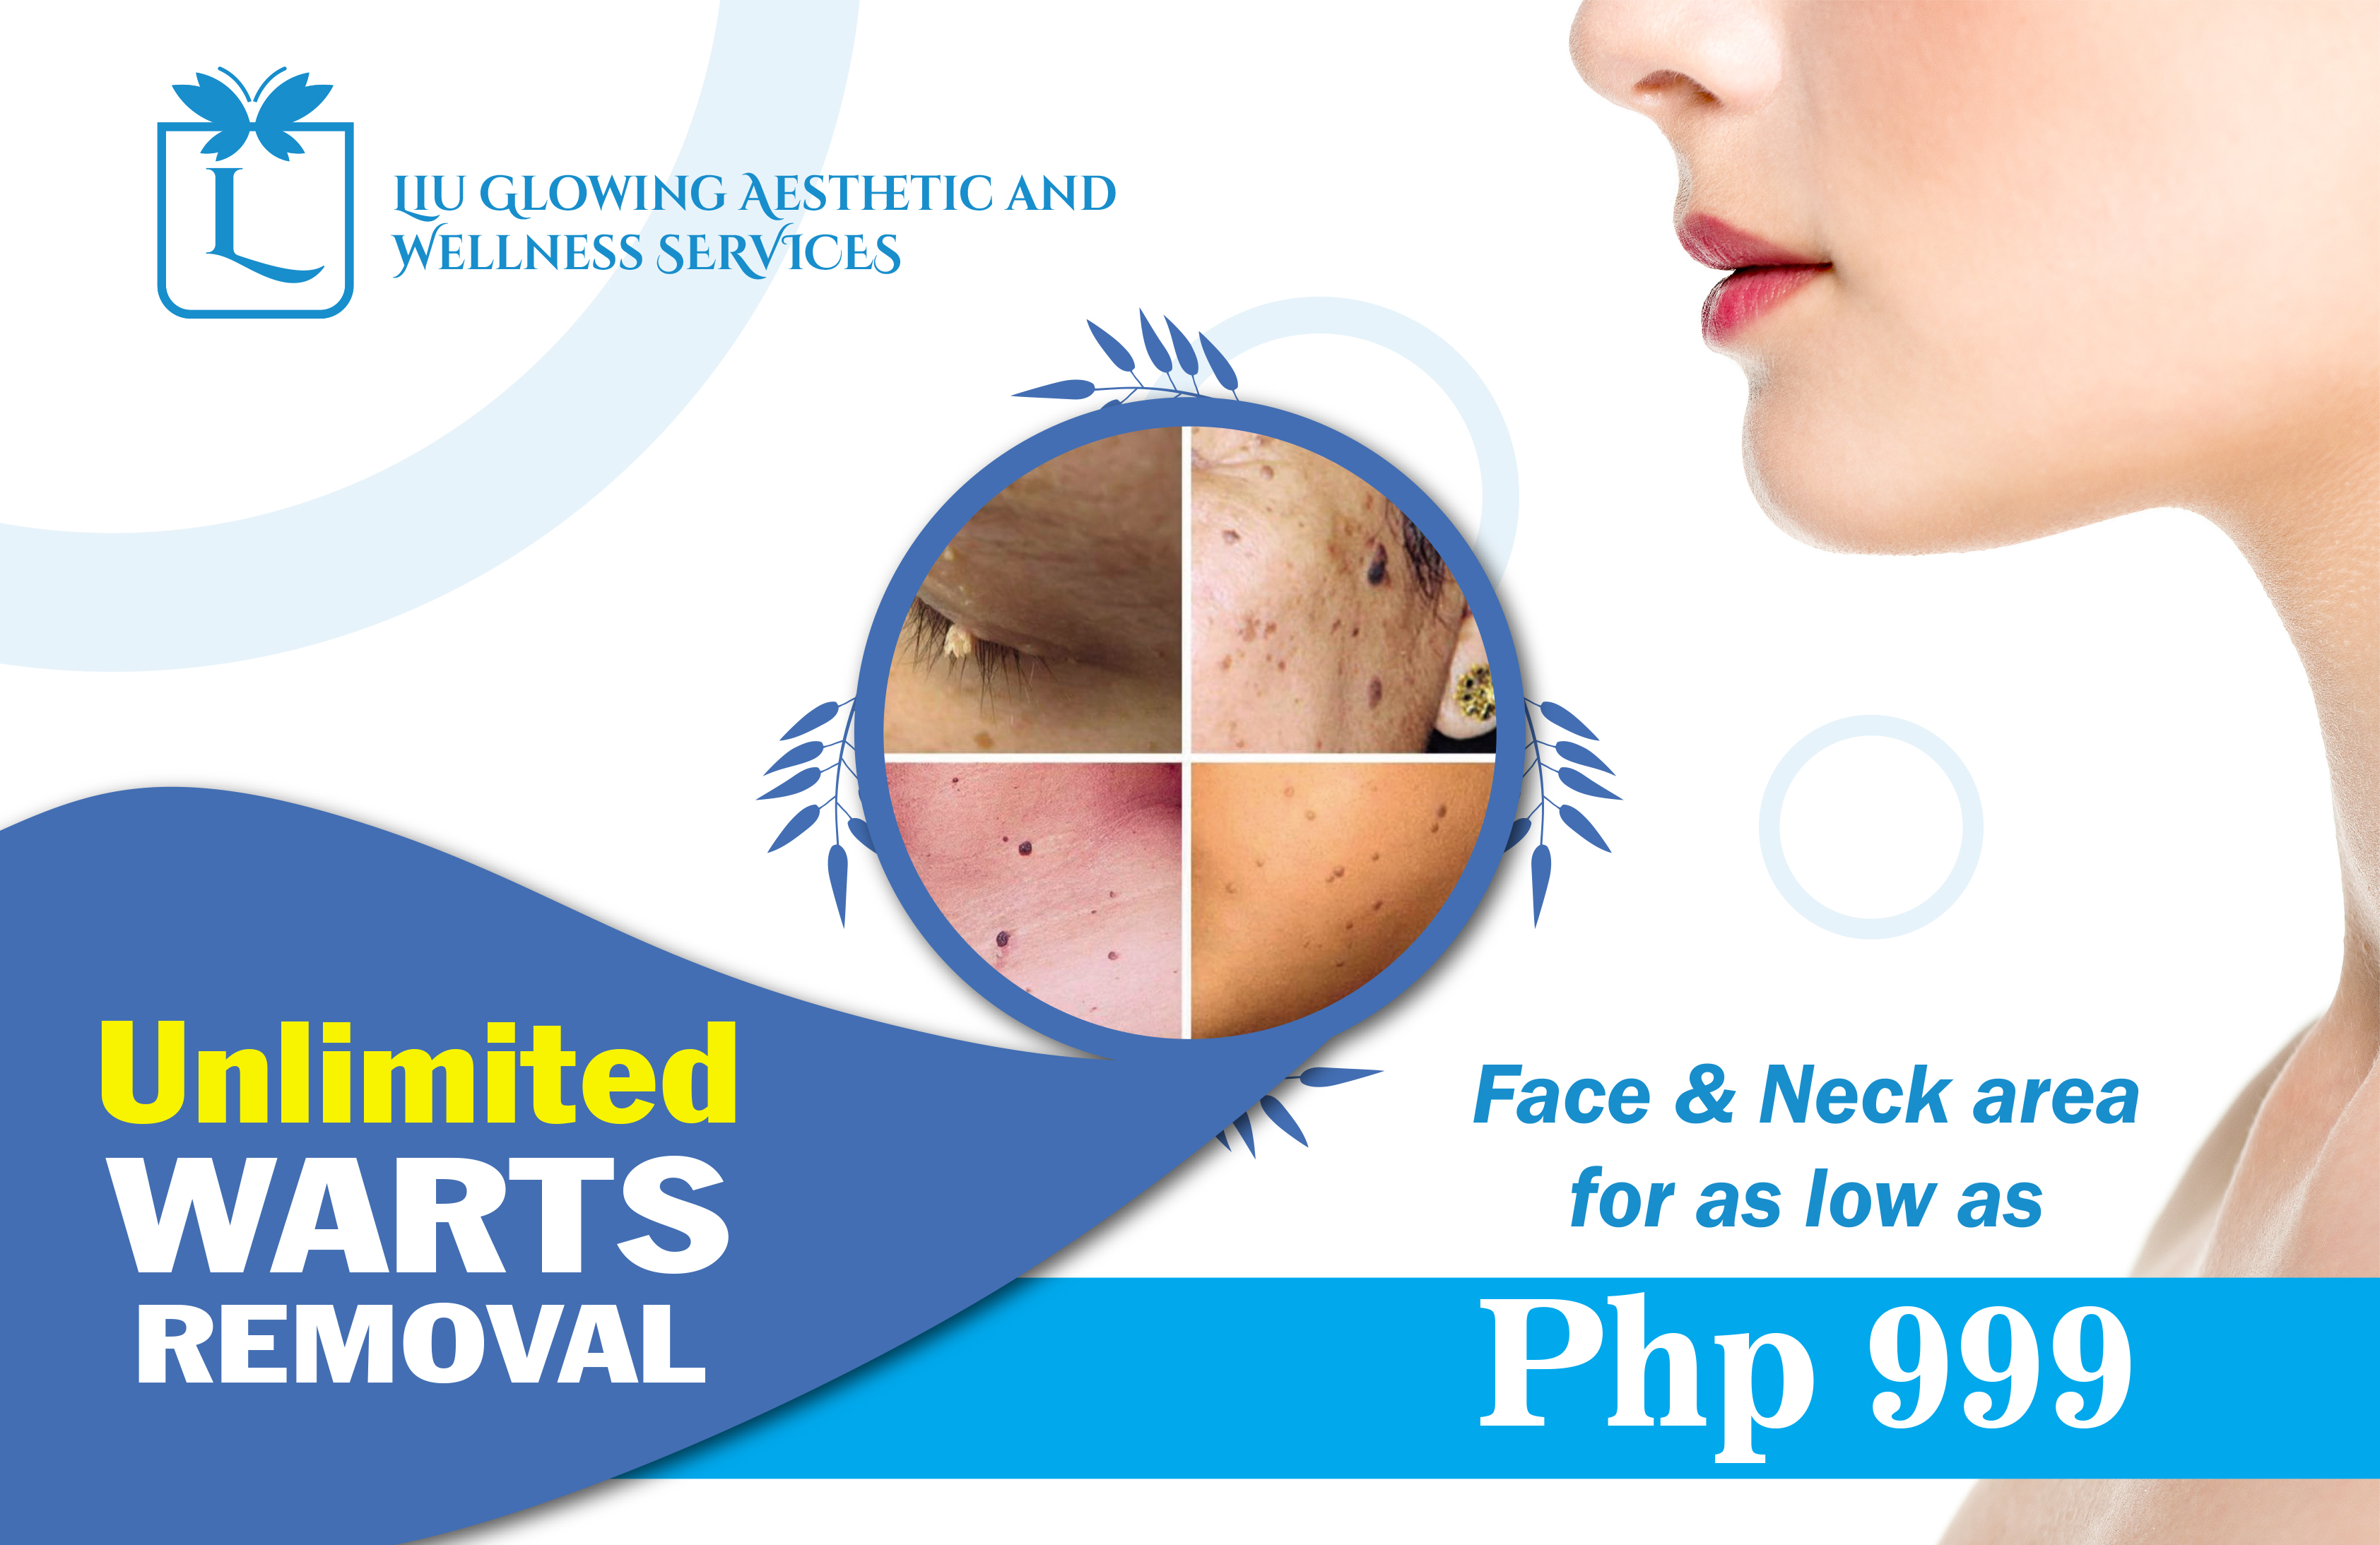 L
LIU GLOWING AESTHETIC AND
WELLNESS SERVICES
Unlimited
WARTS
REMOVAL
Face & Neck area
for as low as
Php 999